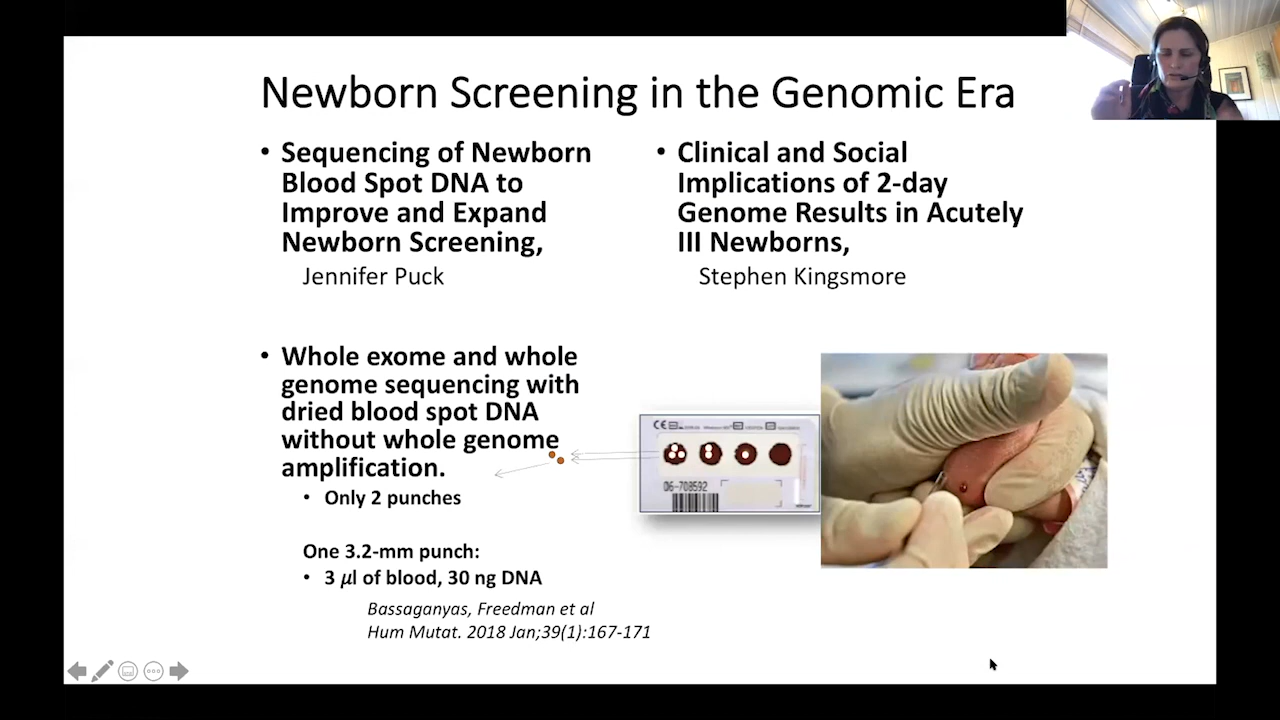 Newborn Screening in the Genomic Era
• Sequencing of Newborn
Blood Spot DNA to
Improve and Expand
Newborn Screening,
Jennifer Puck
• Clinical and Social
Implications of 2-day
Genome Results in Acutely
Ill Newborns,
Stephen Kingsmore
• Whole exome and whole
genome sequencing with
dried blood spot DNA
without whole genome
amplification.
• Only 2 punches
One 3.2-mm punch:
• 3 µl of blood, 30 ng DNA
Bassaganyas, Freedman et al
Hum Mutat. 2018 Jan;39(1):167-171
CE
06-708592